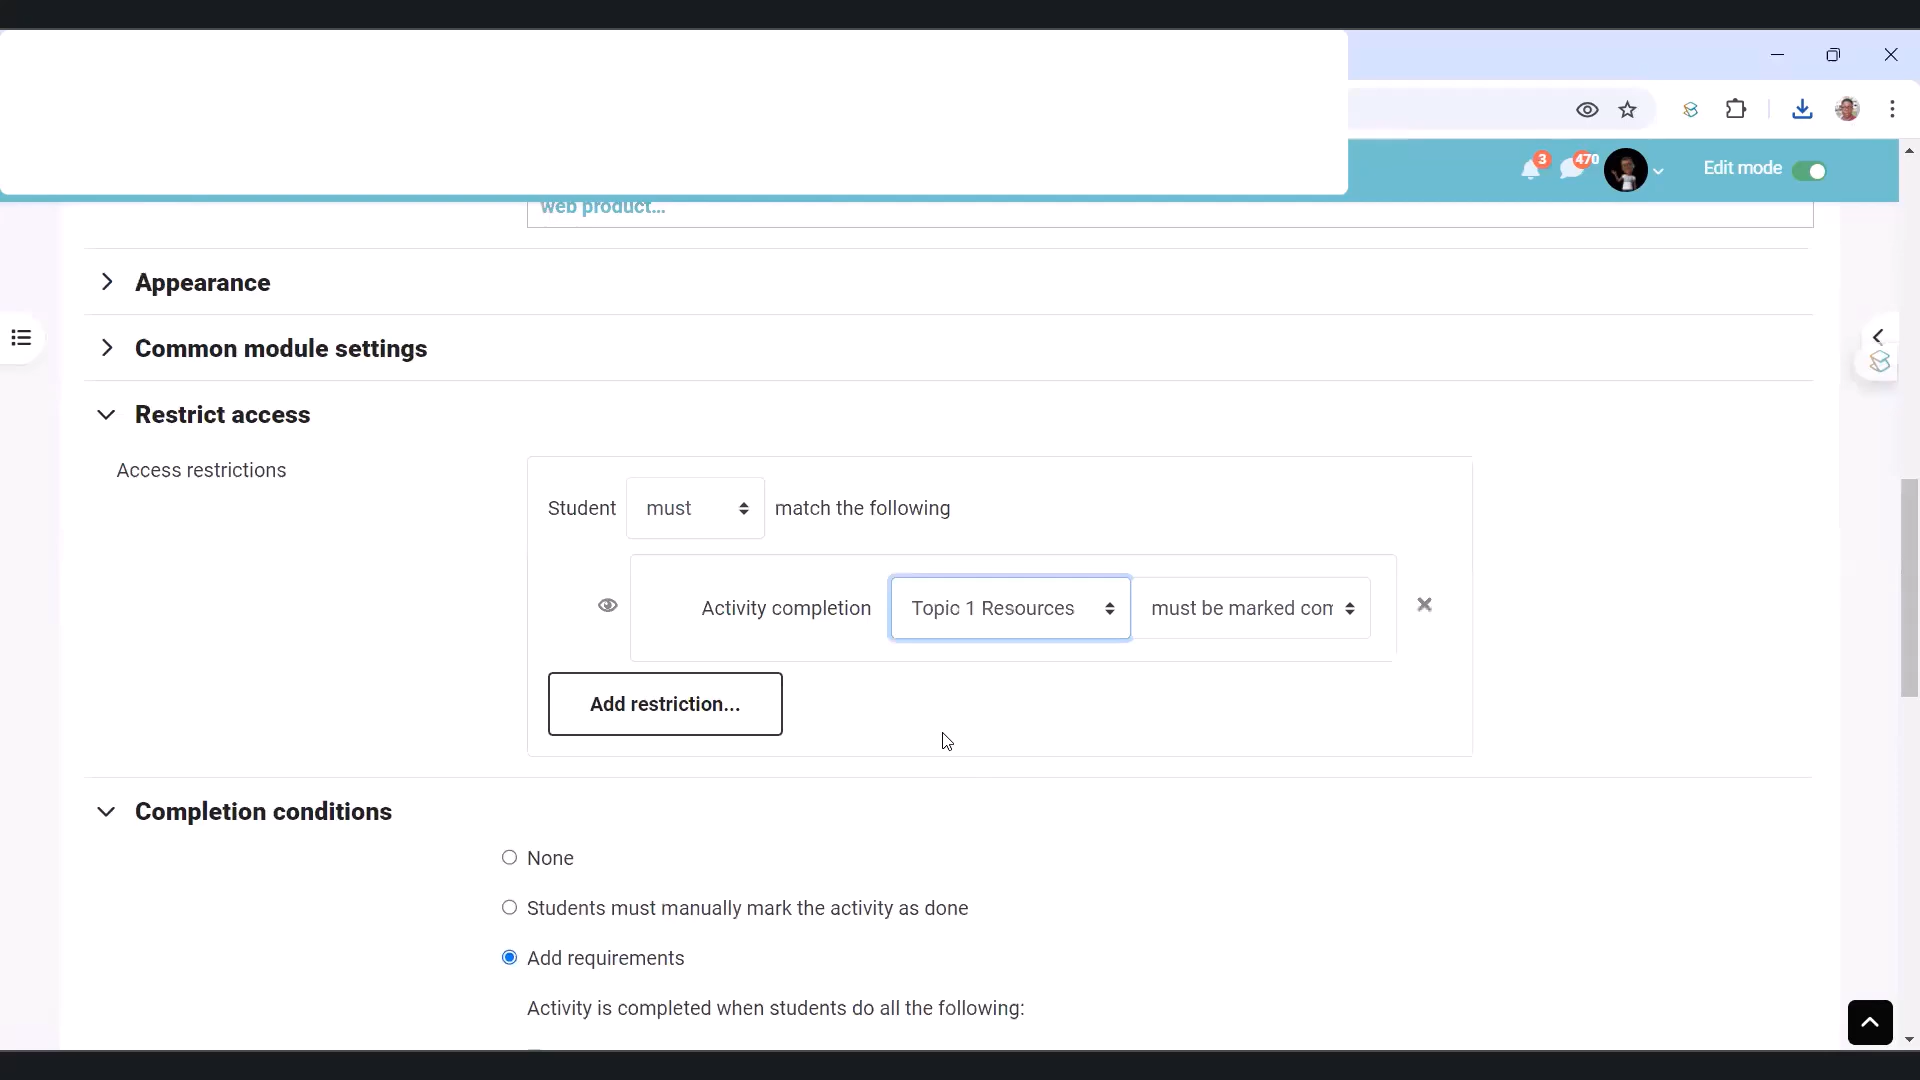 3
470
Edit mode
web product...
Appearance
Common module settings
Restrict access
Access restrictions
Student must match the following
Activity completion Topic 1 Resources must be marked com
Add restriction...
Completion conditions
None
Students must manually mark the activity as done
Add requirements
Activity is completed when students do all the following: